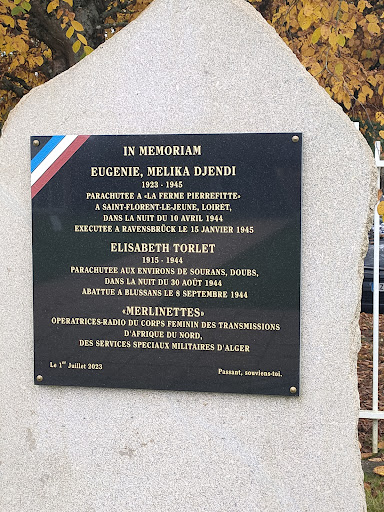 IN MEMORIAM
EUGENIE, MELIKA DJENDI
1923 - 1945
PARACHUTEE A «LA FERME PIERREFITTE»
A SAINT-FLORENT-LE-JEUNE, LOIRET,
DANS LA NUIT DU 10 AVRIL 1944
EXECUTEE A RAVENSBRÜCK LE 15 JANVIER 1945
ELISABETH TORLET
1915 - 1944
PARACHUTEE AUX ENVIRONS DE SOURANS, DOUBS,
DANS LA NUIT DU 30 AOÛT 1944
ABATTUE A BLUSSANS LE 8 SEPTEMBRE 1944
«MERLINETTES»
OPERATRICES-RADIO DU CORPS FEMININ DES TRANSMISSIONS
D'AFRIQUE DU NORD,
DES SERVICES SPECIAUX MILITAIRES D'ALGER
Le 1er Juillet 2023
Passant, souviens-toi.